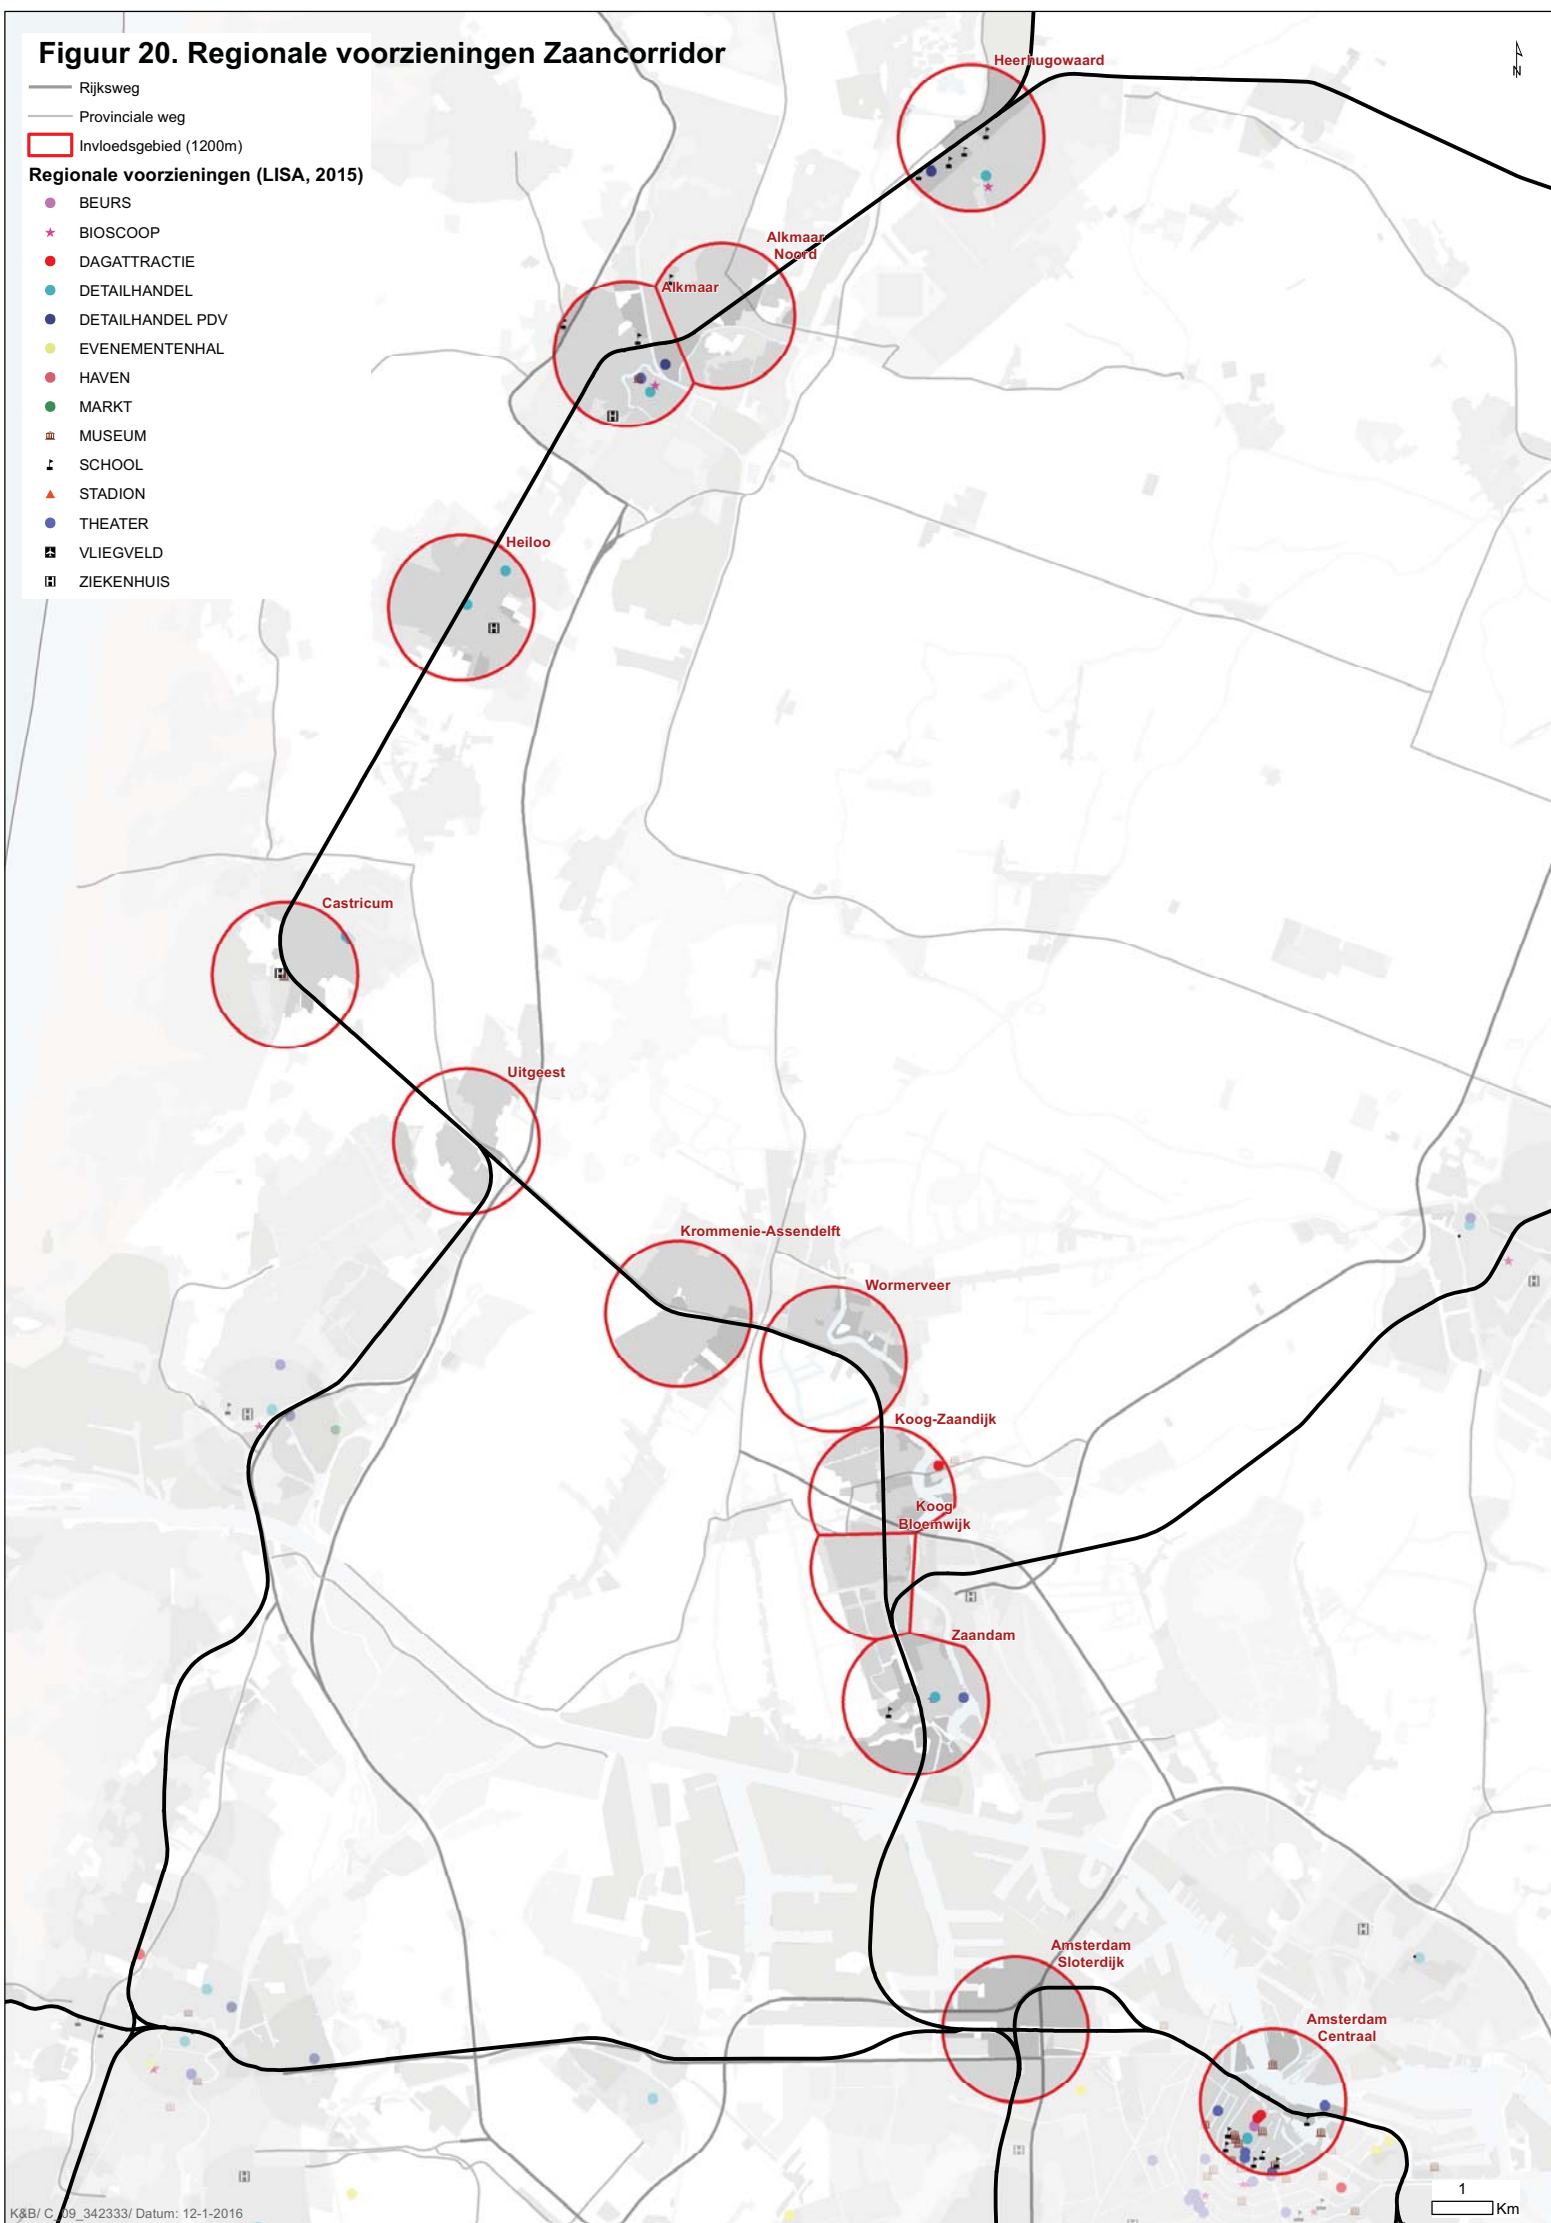 Figuur 20. Regionale voorzieningen Zaancorridor
Rijksweg
Provinciale weg
Invloedsgebied (1200m)
Regionale voorzieningen (LISA, 2015)
BEURS
BIOSCOOP
DAGATTRACTIE
DETAILHANDEL
DETAILHANDEL PDV
EVENEMENTENHAL
HAVEN
MARKT
MUSEUM
SCHOOL
STADION
THEATER
VLIEGVELD
ZIEKENHUIS
N
Heerhugowaard
Alkmaar
Noord
Alkmaar
Heiloo
Castricum
Uitgeest
Krommenie-Assendelft
Wormerveer
Koog-Zaandijk
Koog
Bloemwijk
Zaandam
Amsterdam
Sloterdijk
Amsterdam
Centraal
1
Km
K&B/ C_09_342333/ Datum: 12-1-2016